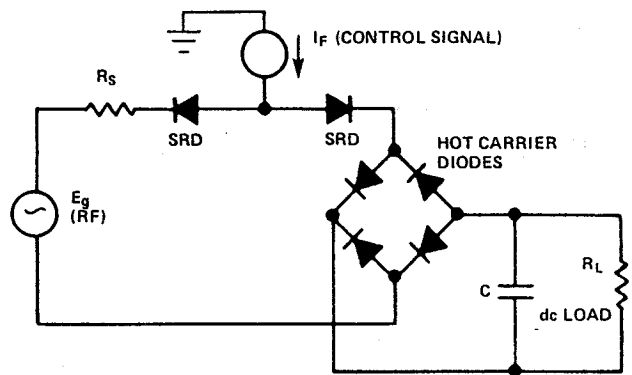 I_F (CONTROL SIGNAL)
R_S
SRD
SRD
HOT CARRIER
DIODES
E_g
(RF)
C
R_L
dc LOAD